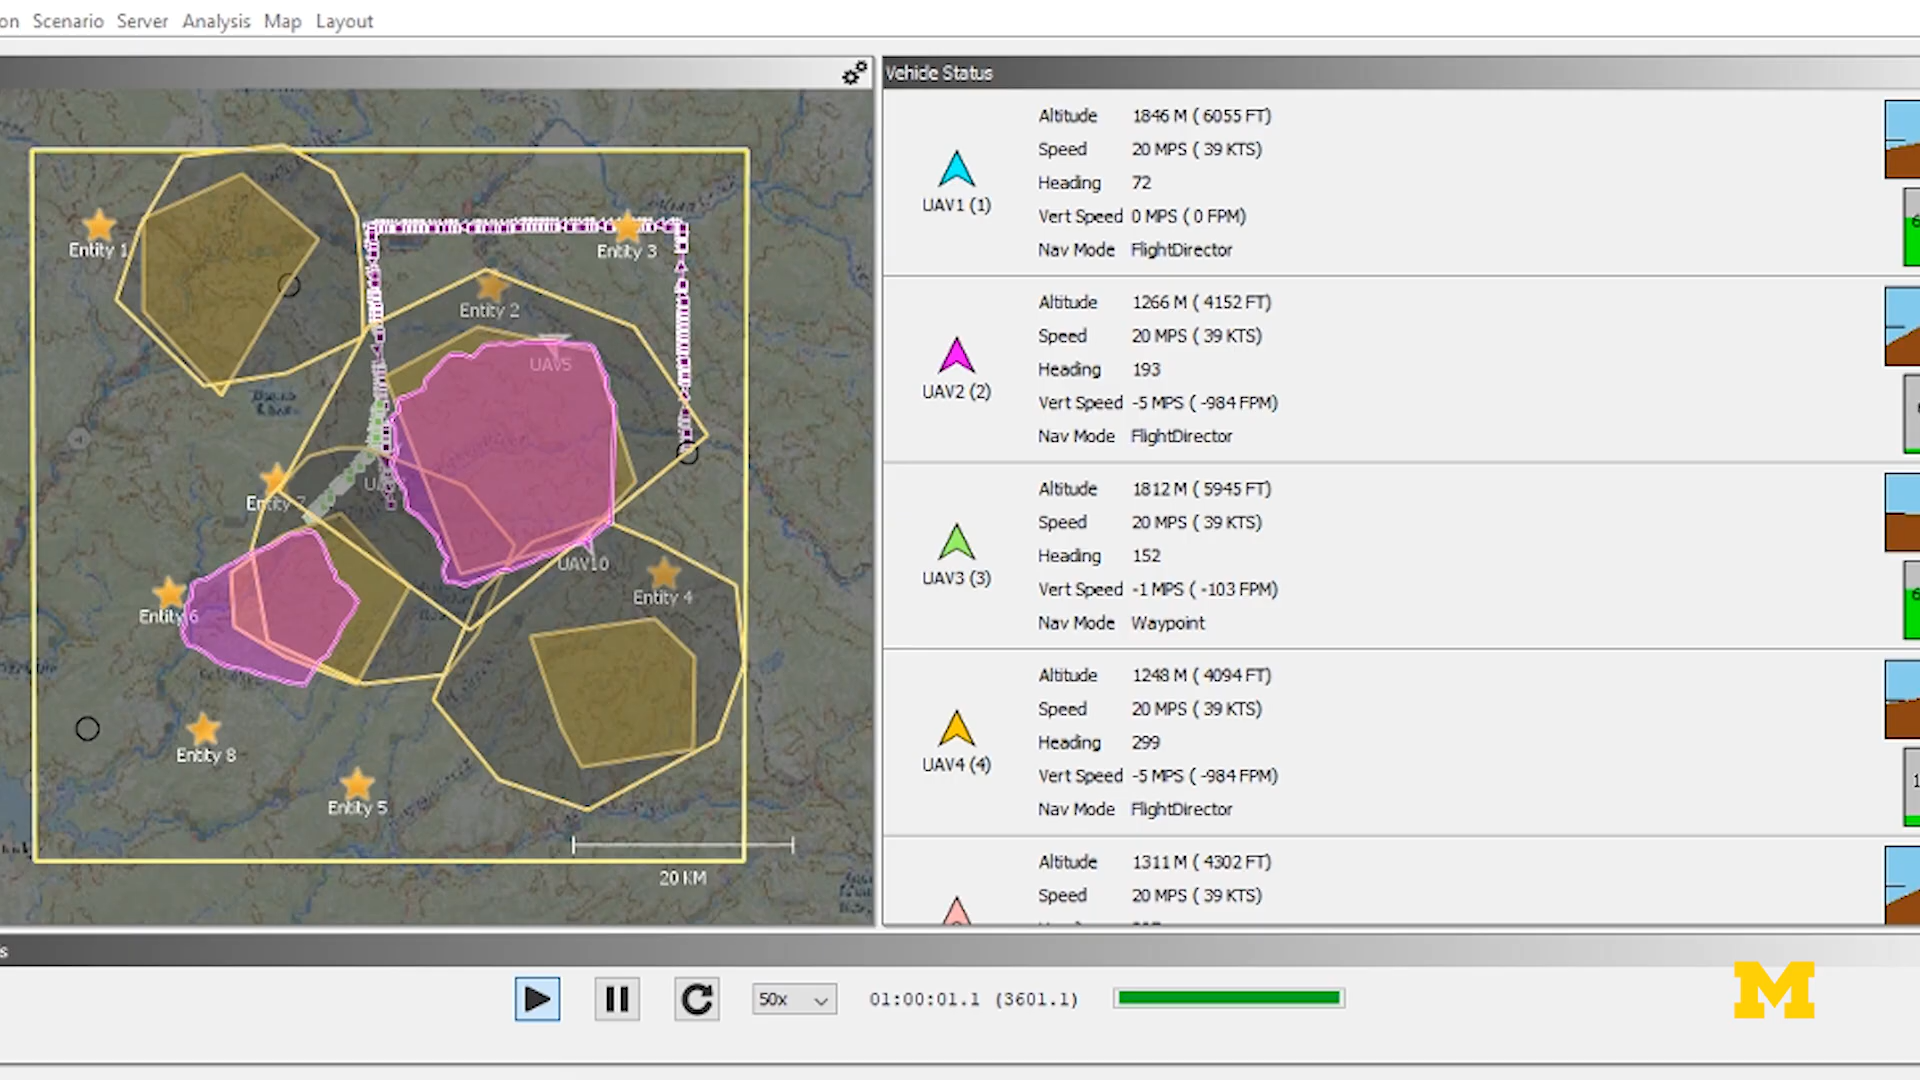 on Scenario Server Analysis Map Layout
Entity 1
Entity 3
Entity 2
UAV5
Entity 7
UAV10
Entity 4
Entity 6
Entity 8
Entity 5
20 KM
Vehicle Status
Altitude 1846 M ( 6055 FT)
Speed 20 MPS ( 39 KTS)
Heading 72
Vert Speed 0 MPS ( 0 FPM)
Nav Mode FlightDirector
UAV1 (1)
Altitude 1266 M ( 4152 FT)
Speed 20 MPS ( 39 KTS)
Heading 193
Vert Speed -5 MPS ( -984 FPM)
Nav Mode FlightDirector
UAV2 (2)
Altitude 1812 M ( 5945 FT)
Speed 20 MPS ( 39 KTS)
Heading 152
Vert Speed -1 MPS ( -103 FPM)
Nav Mode Waypoint
UAV3 (3)
Altitude 1248 M ( 4094 FT)
Speed 20 MPS ( 39 KTS)
Heading 299
Vert Speed -5 MPS ( -984 FPM)
Nav Mode FlightDirector
UAV4 (4)
Altitude 1311 M ( 4302 FT)
Speed 20 MPS ( 39 KTS)
s
50x
01:00:01.1 (3601.1)
M